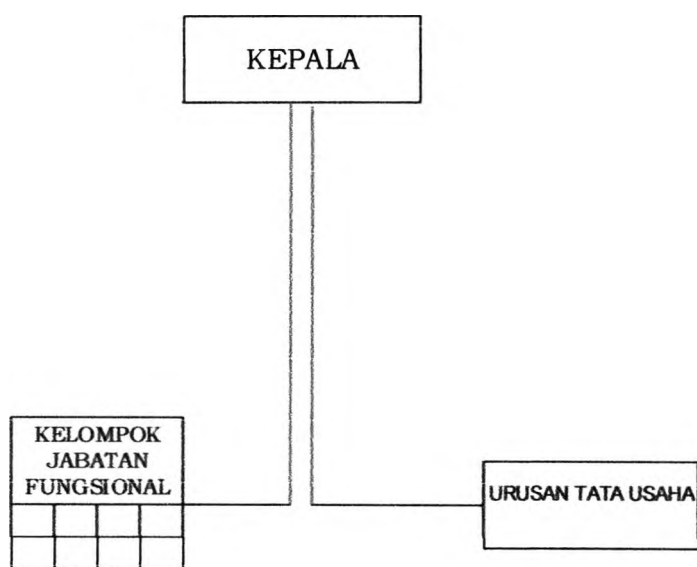 KEPALA
KELOMPOK
JABATAN
FUNGSIONAL
URUSAN TATA USAHA